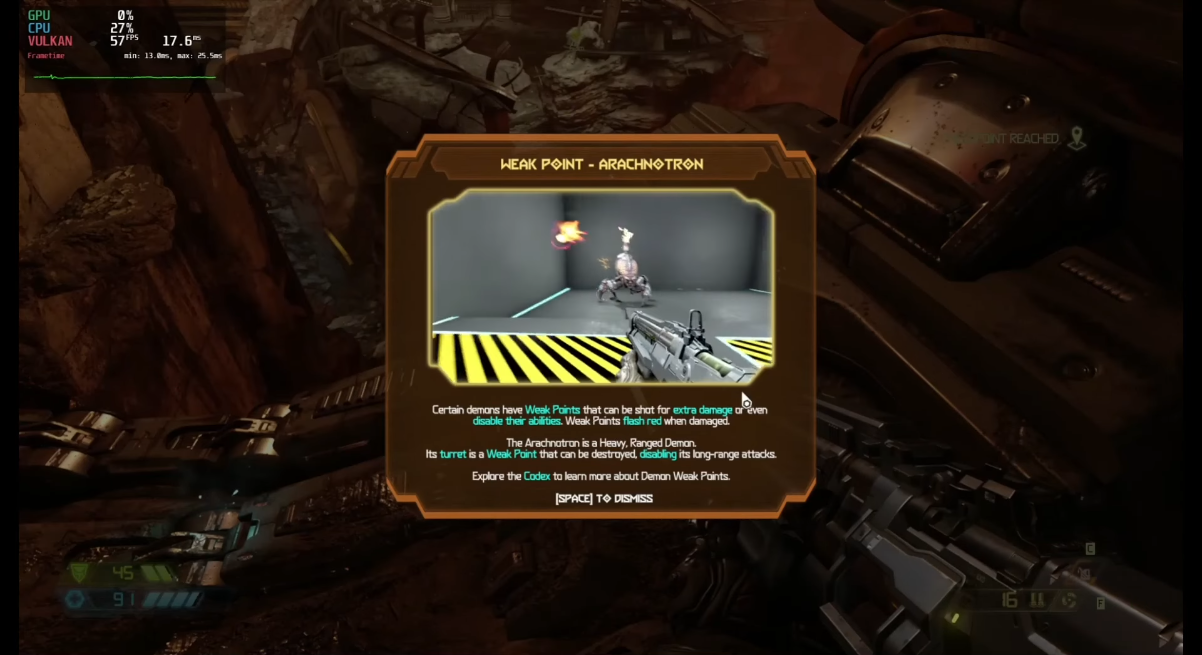 GPU 0%
CPU 27%
VULKAN 57FPS 17.6ms
Frametime min: 13.0ms, max: 25.5ms
POINT REACHED
WEAK POINT - ARACHNOTRON
Certain demons have Weak Points that can be shot for extra damage or even
disable their abilities. Weak Points flash red when damaged.
The Arachnotron is a Heavy, Ranged Demon.
Its turret is a Weak Point that can be destroyed, disabling its long-range attacks.
Explore the Codex to learn more about Demon Weak Points.
[SPACE] TO DISMISS
45
91
C
16
F